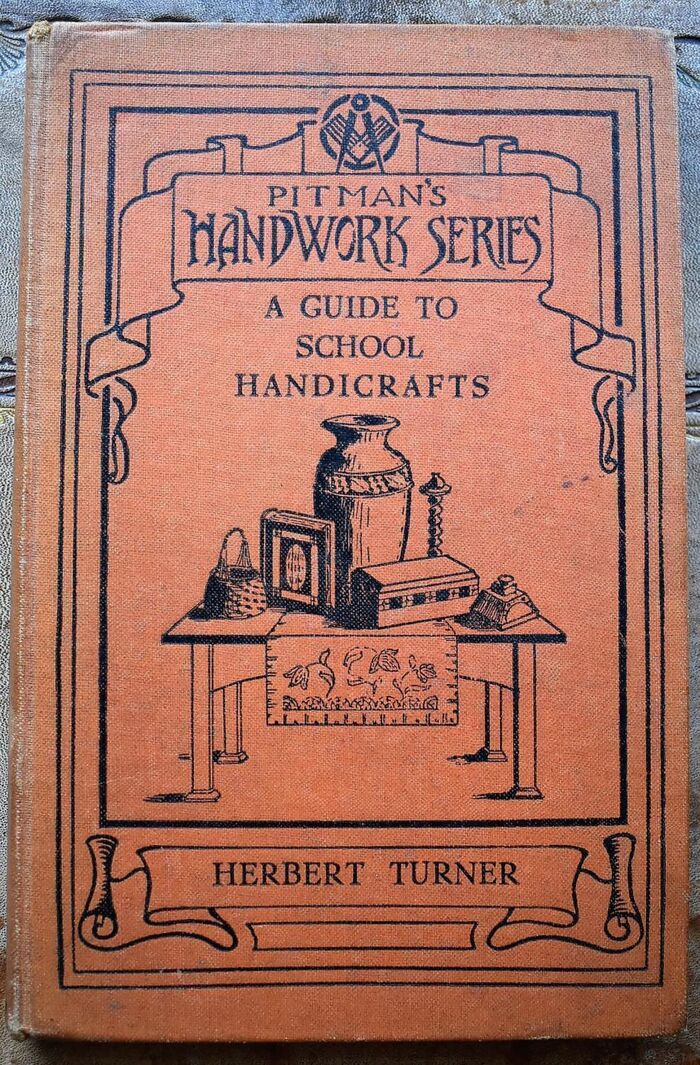 PITMAN'S
HANDWORK SERIES
A GUIDE TO
SCHOOL
HANDICRAFTS
HERBERT TURNER